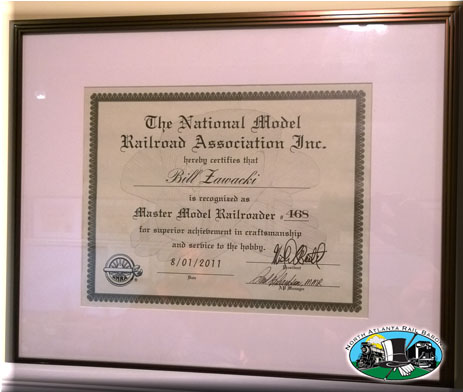 The National Model
Railroad Association Inc.
hereby certifies that
Bill Zawacki
is recognized as
Master Model Railroader # 468
for superior achievement in craftsmanship
and service to the hobby.
8/01/2011
Date
President
AP Manager
NMRA
North Atlanta Rail Barons